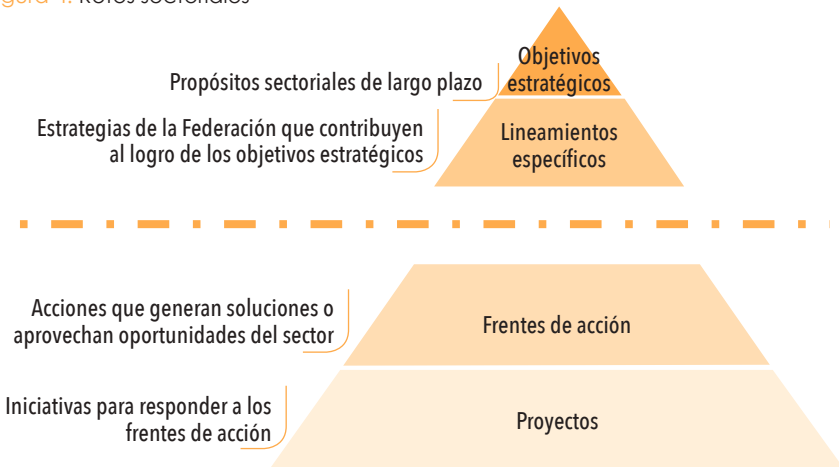 Retos sectoriales
Objetivos
estratégicos
Propósitos sectoriales de largo plazo
Estrategias de la Federación que contribuyen
al logro de los objetivos estratégicos
Lineamientos
específicos
Acciones que generan soluciones o
aprovechan oportunidades del sector
Frentes de acción
Iniciativas para responder a los
frentes de acción
Proyectos